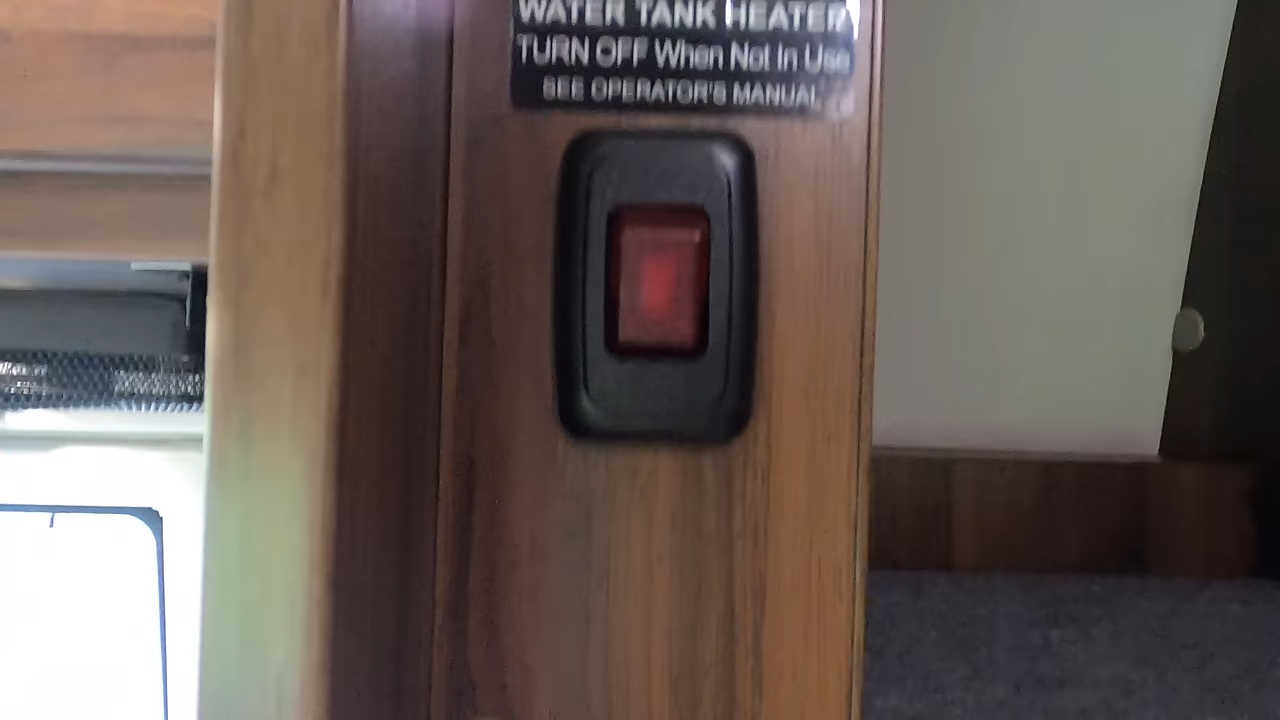 WATER TANK HEATER
TURN OFF When Not In Use
SEE OPERATOR'S MANUAL